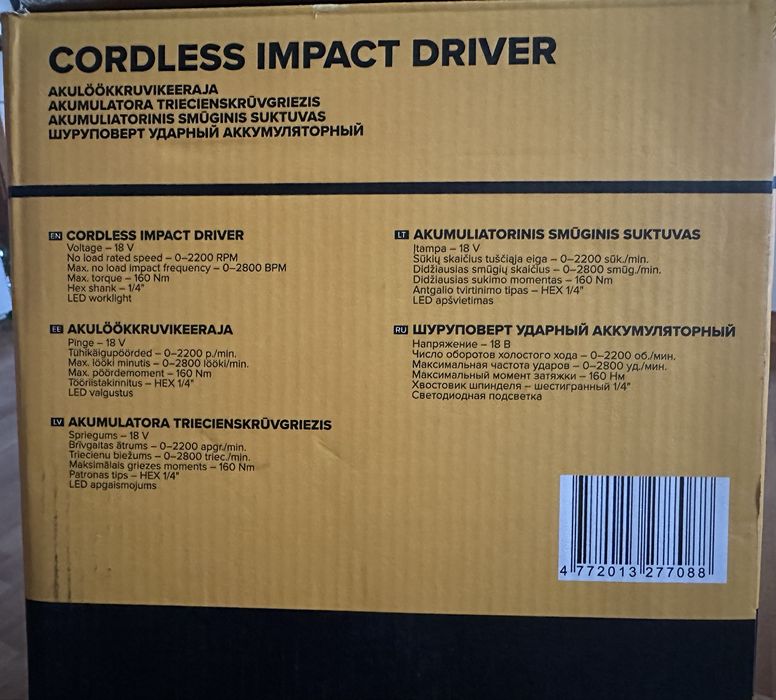 CORDLESS IMPACT DRIVER
AKULÖÖKKRUVIKEERAJA
AKUMULATORA TRIECIENSKRŪVGRIEZIS
AKUMULIATORINIS SMŪGINIS SUKTUVAS
ШУРУПОВЕРТ УДАРНЫЙ АККУМУЛЯТОРНЫЙ
EN CORDLESS IMPACT DRIVER
Voltage – 18 V
No load rated speed – 0–2200 RPM
Max. no load impact frequency – 0–2800 BPM
Max. torque – 160 Nm
Hex shank – 1/4"
LED worklight
EE AKULÖÖKKRUVIKEERAJA
Pinge – 18 V
Tühikäigupöörded – 0–2200 p./min.
Max. lööki minutis – 0–2800 lööki/min.
Max. pöördemoment – 160 Nm
Tööriistakinnitus – HEX 1/4"
LED valgustus
LV AKUMULATORA TRIECIENSKRŪVGRIEZIS
Spriegums – 18 V
Brīvgaitas ātrums – 0–2200 apgr./min.
Triecienu biežums – 0–2800 triec./min.
Maksimālais griezes moments – 160 Nm
Patronas tips – HEX 1/4"
LED apgaismojums
LT AKUMULIATORINIS SMŪGINIS SUKTUVAS
Įtampa – 18 V
Sūkių skaičius tuščiąja eiga – 0–2200 sūk./min.
Didžiausias smūgių skaičius – 0–2800 smūg./min.
Didžiausias sukimo momentas – 160 Nm
Antgalio tvirtinimo tipas – HEX 1/4"
LED apšvietimas
RU ШУРУПОВЕРТ УДАРНЫЙ АККУМУЛЯТОРНЫЙ
Напряжение – 18 В
Число оборотов холостого хода – 0–2200 об./мин.
Максимальная частота ударов – 0–2800 уд./мин.
Максимальный момент затяжки – 160 Нм
Хвостовик шпинделя – шестигранный 1/4"
Светодиодная подсветка
4 772013 277088